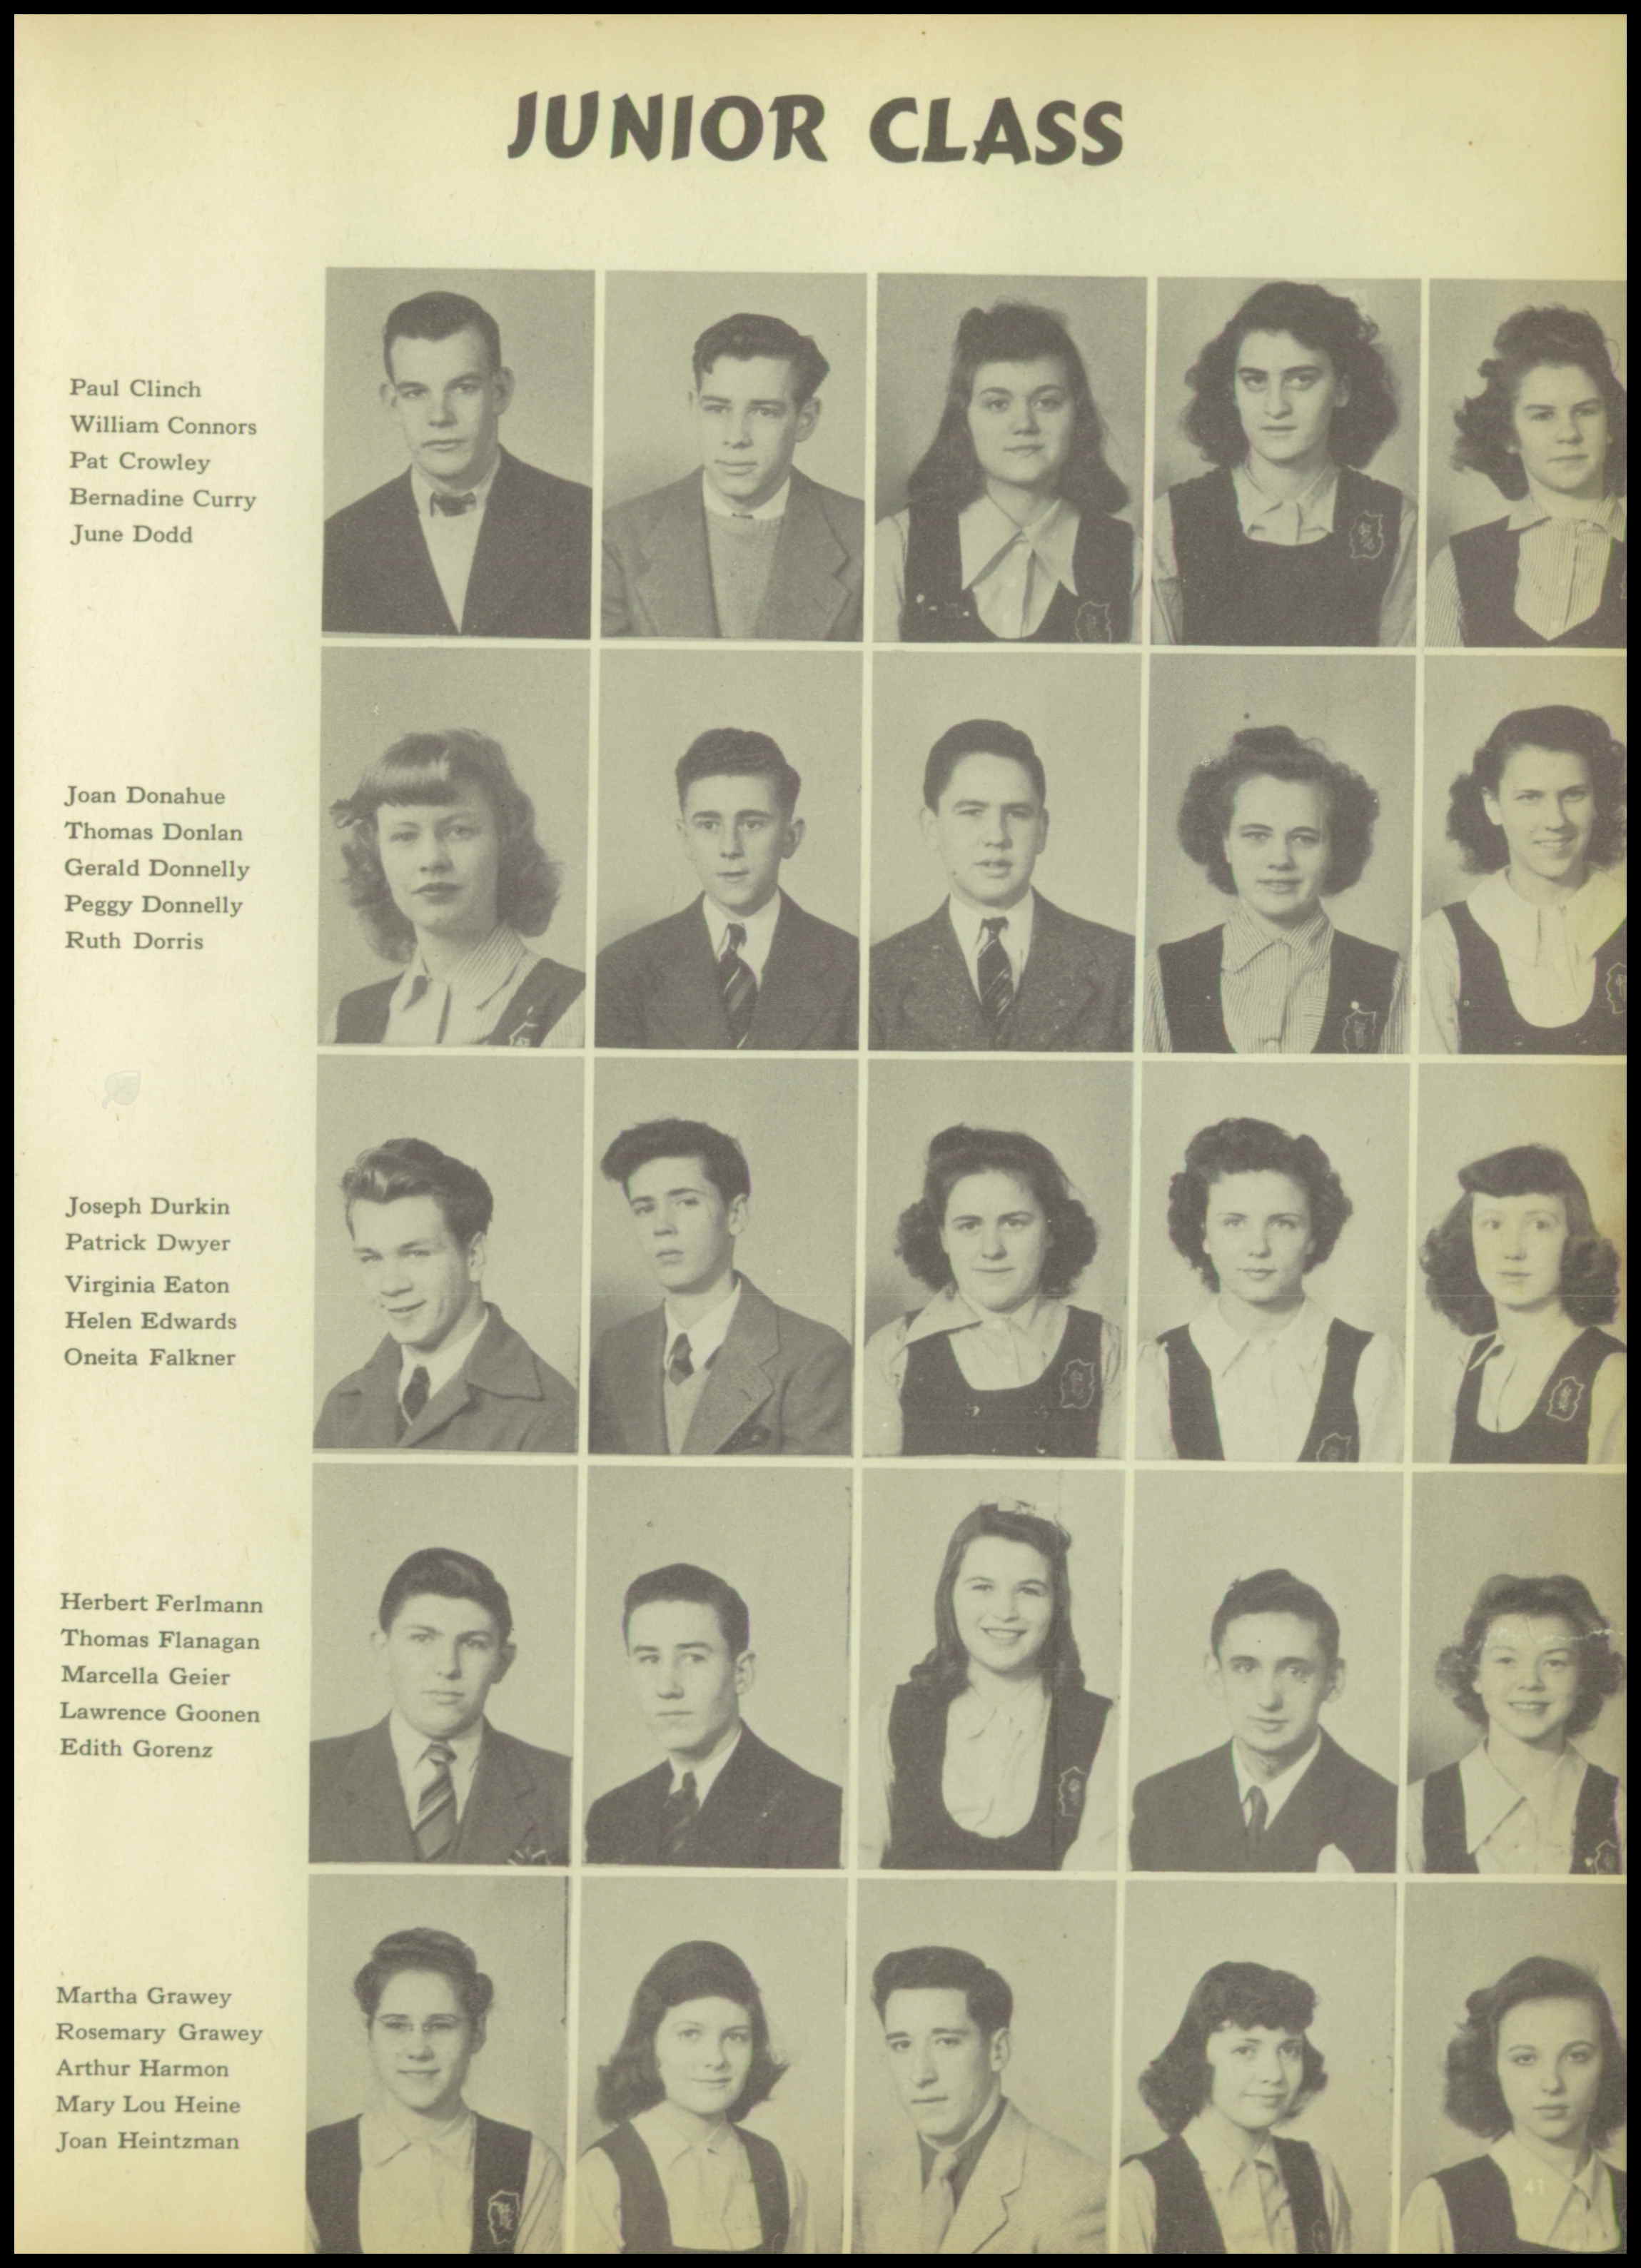 JUNIOR CLASS
Paul Clinch
William Connors
Pat Crowley
Bernadine Curry
June Dodd
Joan Donahue
Thomas Donlan
Gerald Donnelly
Peggy Donnelly
Ruth Dorris
Joseph Durkin
Patrick Dwyer
Virginia Eaton
Helen Edwards
Oneita Falkner
Herbert Ferlmann
Thomas Flanagan
Marcella Geier
Lawrence Goonen
Edith Gorenz
Martha Grawey
Rosemary Grawey
Arthur Harmon
Mary Lou Heine
Joan Heintzman
41